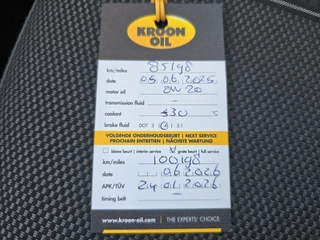 KROON
OIL
km/miles 85198
date 05.06.2025
motor oil 0W20
transmission fluid –
coolant -30
brake fluid DOT 3 4 5.1
VOLGENDE ONDERHOUDSBEURT | NEXT SERVICE
PROCHAIN ENTRETIEN | NÄCHSTE WARTUNG
kleine beurt | interim service grote beurt | full service
km/miles 100198
date 06.2026
APK/TÜV 24.01.2026
timing belt –
www.kroon-oil.com | THE EXPERTS' CHOICE